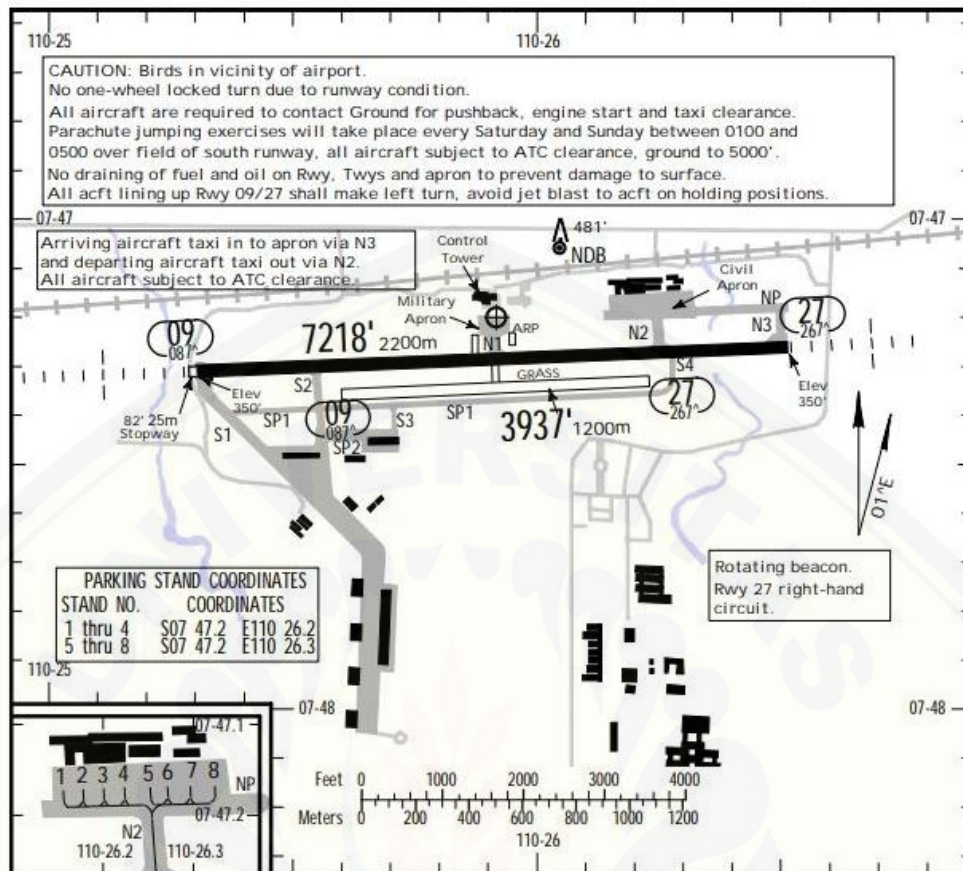 110-25
110-26
CAUTION: Birds in vicinity of airport.
No one-wheel locked turn due to runway condition.
All aircraft are required to contact Ground for pushback, engine start and taxi clearance.
Parachute jumping exercises will take place every Saturday and Sunday between 0100 and
0500 over field of south runway, all aircraft subject to ATC clearance, ground to 5000'.
No draining of fuel and oil on Rwy, Twys and apron to prevent damage to surface.
All acft lining up Rwy 09/27 shall make left turn, avoid jet blast to acft on holding positions.
07-47
07-47
Arriving aircraft taxi in to apron via N3
and departing aircraft taxi out via N2.
All aircraft subject to ATC clearance.
Control
Tower
481'
NDB
Civil
Apron
Military
Apron
ARP
N1
N2
NP
N3
09
087^
7218' 2200m
27
267^
Elev
350'
Elev
350'
82' 25m
Stopway
S1
S2
SP1
09
087^
SP2
S3
GRASS
SP1
3937' 1200m
S4
27
267^
01^E
Rotating beacon.
Rwy 27 right-hand
circuit.
PARKING STAND COORDINATES
STAND NO. COORDINATES
1 thru 4 S07 47.2 E110 26.2
5 thru 8 S07 47.2 E110 26.3
110-25
07-48
07-48
07-47.1
1 2 3 4 5 6 7 8
NP
07-47.2
N2
110-26.2
110-26.3
Feet 0 1000 2000 3000 4000
Meters 0 200 400 600 800 1000 1200
110-26